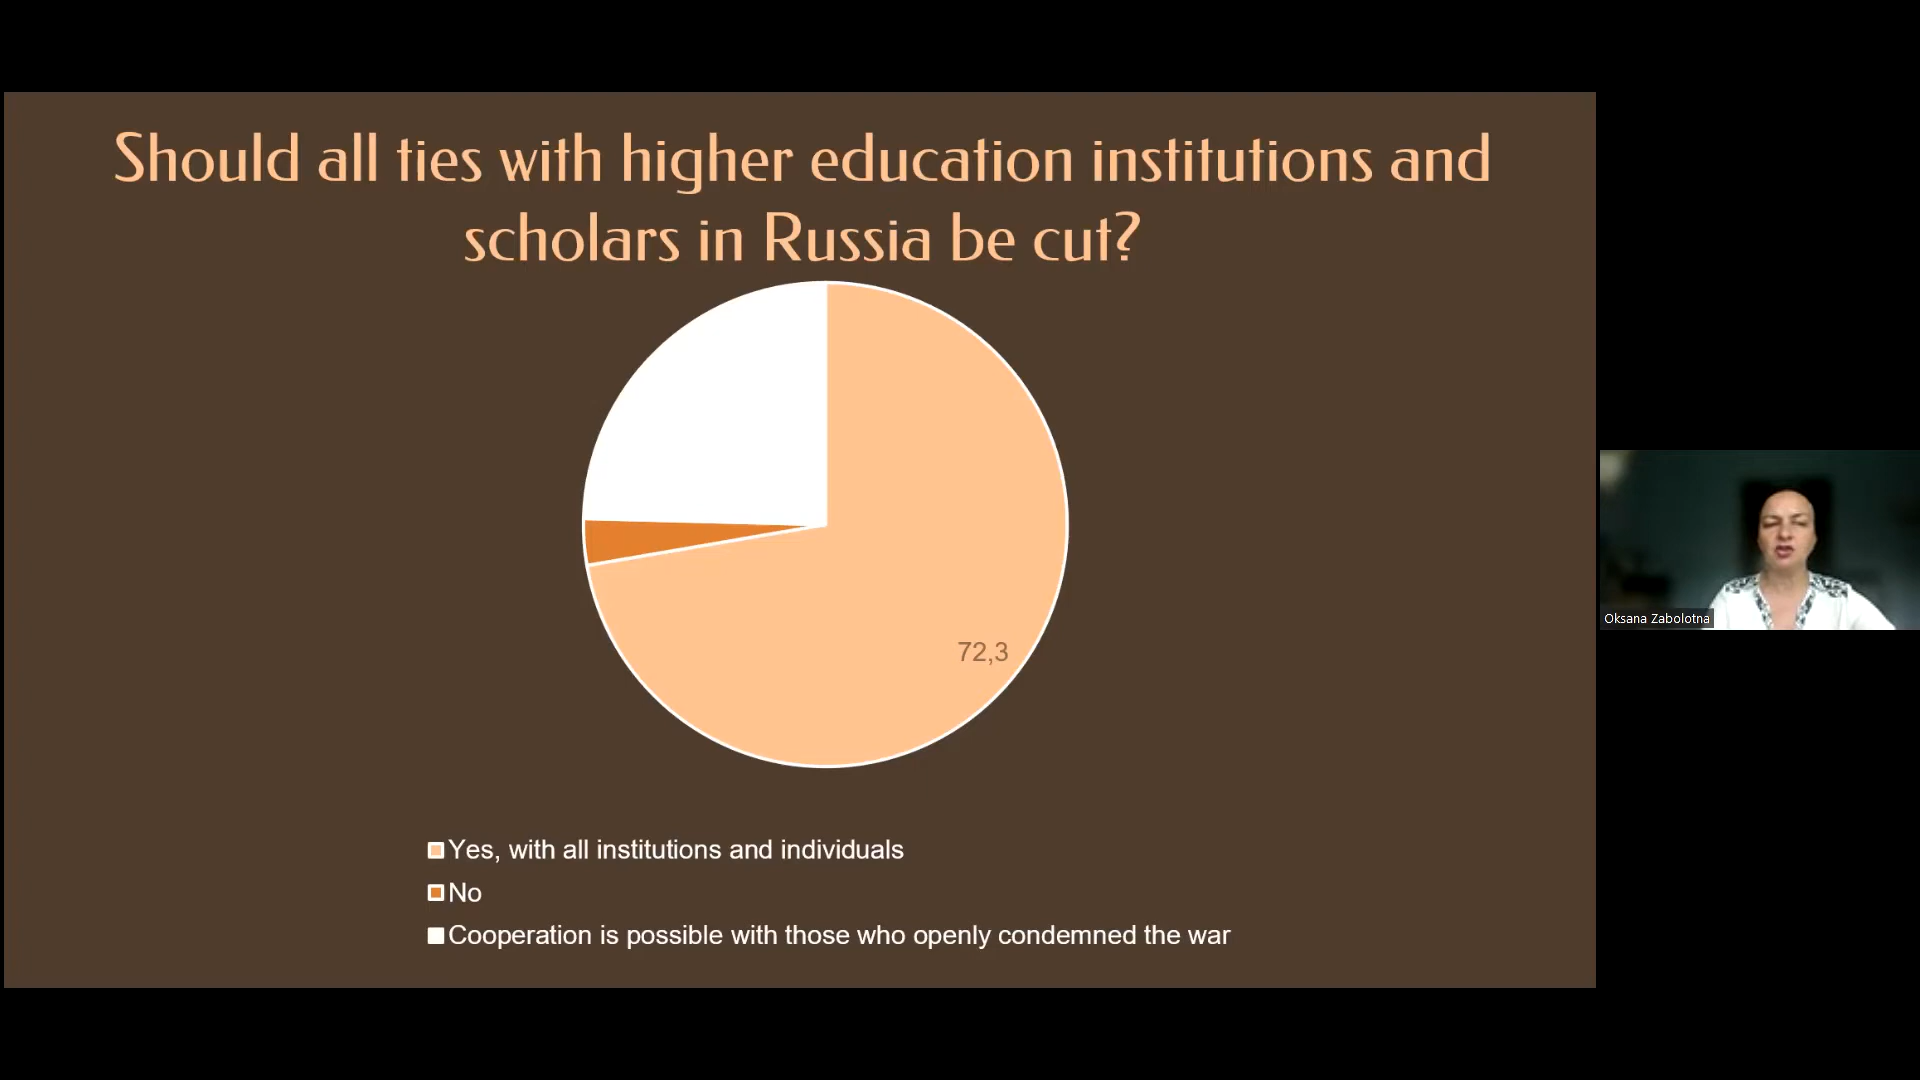 Should all ties with higher education institutions and
scholars in Russia be cut?
72,3
Yes, with all institutions and individuals
No
Cooperation is possible with those who openly condemned the war
Oksana Zabolotna